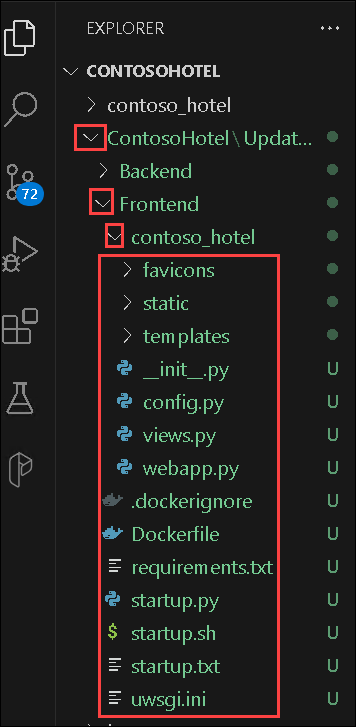 EXPLORER ...
CONTOSOHOTEL
contoso_hotel
ContosoHotel\Updat...
Backend
72
Frontend
contoso_hotel
favicons
static
templates
__init__.py U
config.py U
views.py U
webapp.py U
.dockerignore U
Dockerfile U
requirements.txt U
startup.py U
$ startup.sh U
startup.txt U
uwsgi.ini U